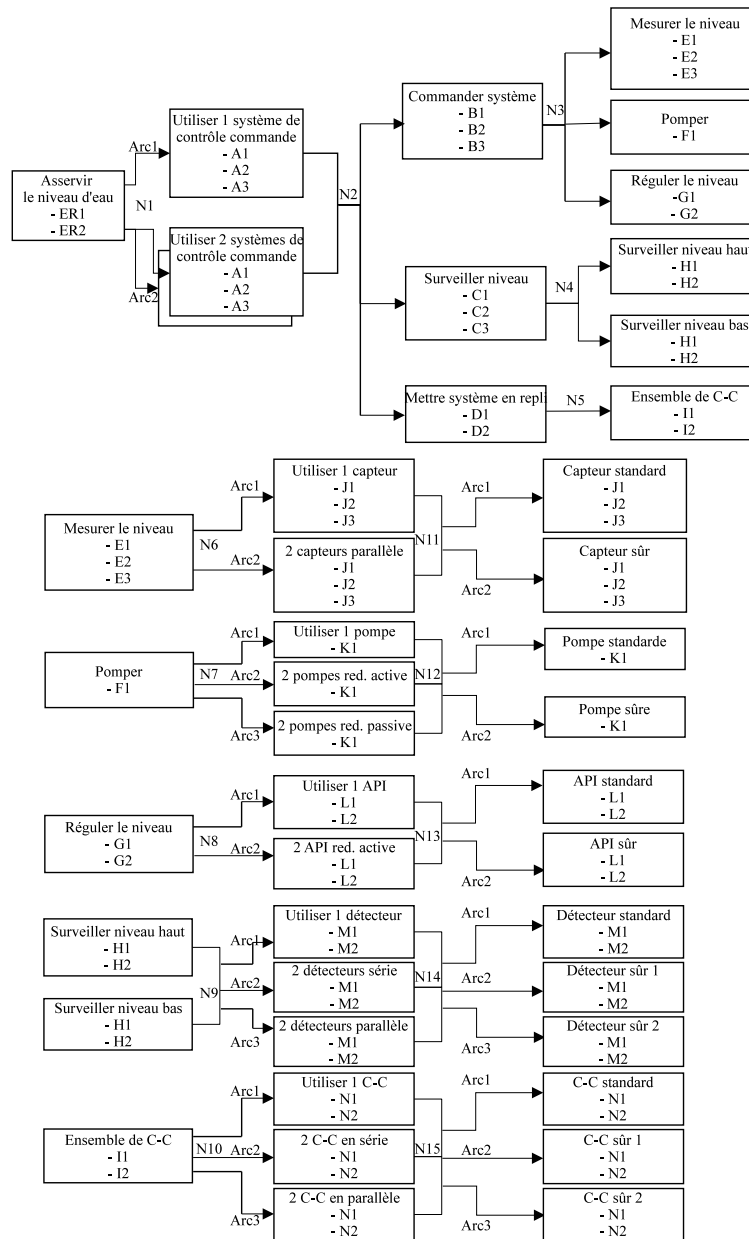 Mesurer le niveau
- E1
- E2
- E3
Commander système
- B1
- B2
- B3
N3
Pomper
- F1
Utiliser 1 système de
contrôle commande
- A1
- A2
- A3
Arc1
N2
Asservir
le niveau d'eau
- ER1
- ER2
N1
Réguler le niveau
-G1
- G2
Utiliser 2 systèmes de
contrôle commande
- A1
- A2
- A3
Arc2
Surveiller niveau haut
- H1
- H2
Surveiller niveau
- C1
- C2
- C3
N4
Surveiller niveau bas
- H1
- H2
Mettre système en repli
- D1
- D2
N5
Ensemble de C-C
- I1
- I2
Utiliser 1 capteur
- J1
- J2
- J3
Arc1
Arc1
Capteur standard
- J1
- J2
- J3
Mesurer le niveau
- E1
- E2
- E3
N6
N11
Arc2
2 capteurs parallèle
- J1
- J2
- J3
Arc2
Capteur sûr
- J1
- J2
- J3
Arc1
Utiliser 1 pompe
- K1
Arc1
Pompe standarde
- K1
Pomper
- F1
N7
Arc2
2 pompes red. active
- K1
N12
Arc3
2 pompes red. passive
- K1
Arc2
Pompe sûre
- K1
Arc1
Utiliser 1 API
- L1
- L2
Arc1
API standard
- L1
- L2
Réguler le niveau
- G1
- G2
N8
N13
Arc2
2 API red. active
- L1
- L2
Arc2
API sûr
- L1
- L2
Surveiller niveau haut
- H1
- H2
Arc1
Utiliser 1 détecteur
- M1
- M2
Arc1
Détecteur standard
- M1
- M2
N9
Arc2
2 détecteurs série
- M1
- M2
N14
Arc2
Détecteur sûr 1
- M1
- M2
Surveiller niveau bas
- H1
- H2
Arc3
2 détecteurs parallèle
- M1
- M2
Arc3
Détecteur sûr 2
- M1
- M2
Arc1
Utiliser 1 C-C
- N1
- N2
Arc1
C-C standard
- N1
- N2
Ensemble de C-C
- I1
- I2
N10
Arc2
2 C-C en série
- N1
- N2
N15
Arc2
C-C sûr 1
- N1
- N2
Arc3
2 C-C en parallèle
- N1
- N2
Arc3
C-C sûr 2
- N1
- N2